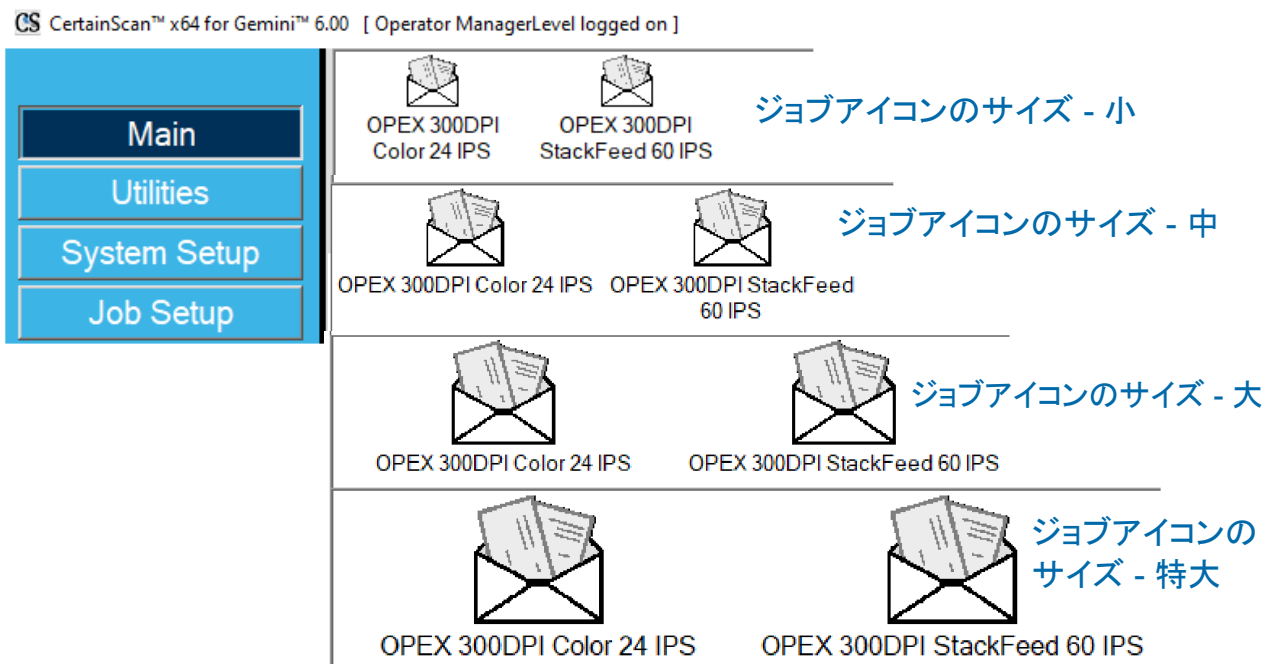 CS CertainScan™ x64 for Gemini™ 6.00 [ Operator ManagerLevel logged on ]
Main
Utilities
System Setup
Job Setup
OPEX 300DPI
Color 24 IPS
OPEX 300DPI
StackFeed 60 IPS
ジョブアイコンのサイズ - 小
OPEX 300DPI Color 24 IPS
OPEX 300DPI StackFeed
60 IPS
ジョブアイコンのサイズ - 中
OPEX 300DPI Color 24 IPS
OPEX 300DPI StackFeed 60 IPS
ジョブアイコンのサイズ - 大
OPEX 300DPI Color 24 IPS
OPEX 300DPI StackFeed 60 IPS
ジョブアイコンの
サイズ - 特大